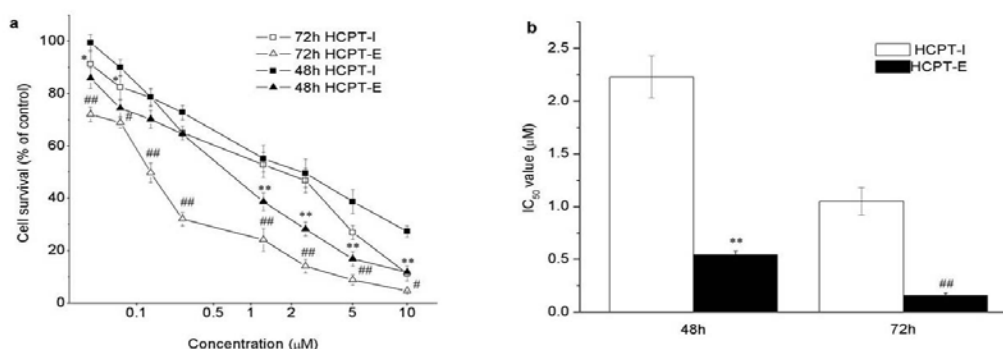 a
72h HCPT-I
72h HCPT-E
48h HCPT-I
48h HCPT-E
Cell survival (% of control)
100
80
60
40
20
0
*
*
##
#
##
##
**
##
**
##
**
##
**
#
0.1 0.5 1 2 5 10
Concentration (μM)
b
HCPT-I
HCPT-E
IC50 value (μM)
2.5
2.0
1.5
1.0
0.5
0.0
**
##
48h 72h